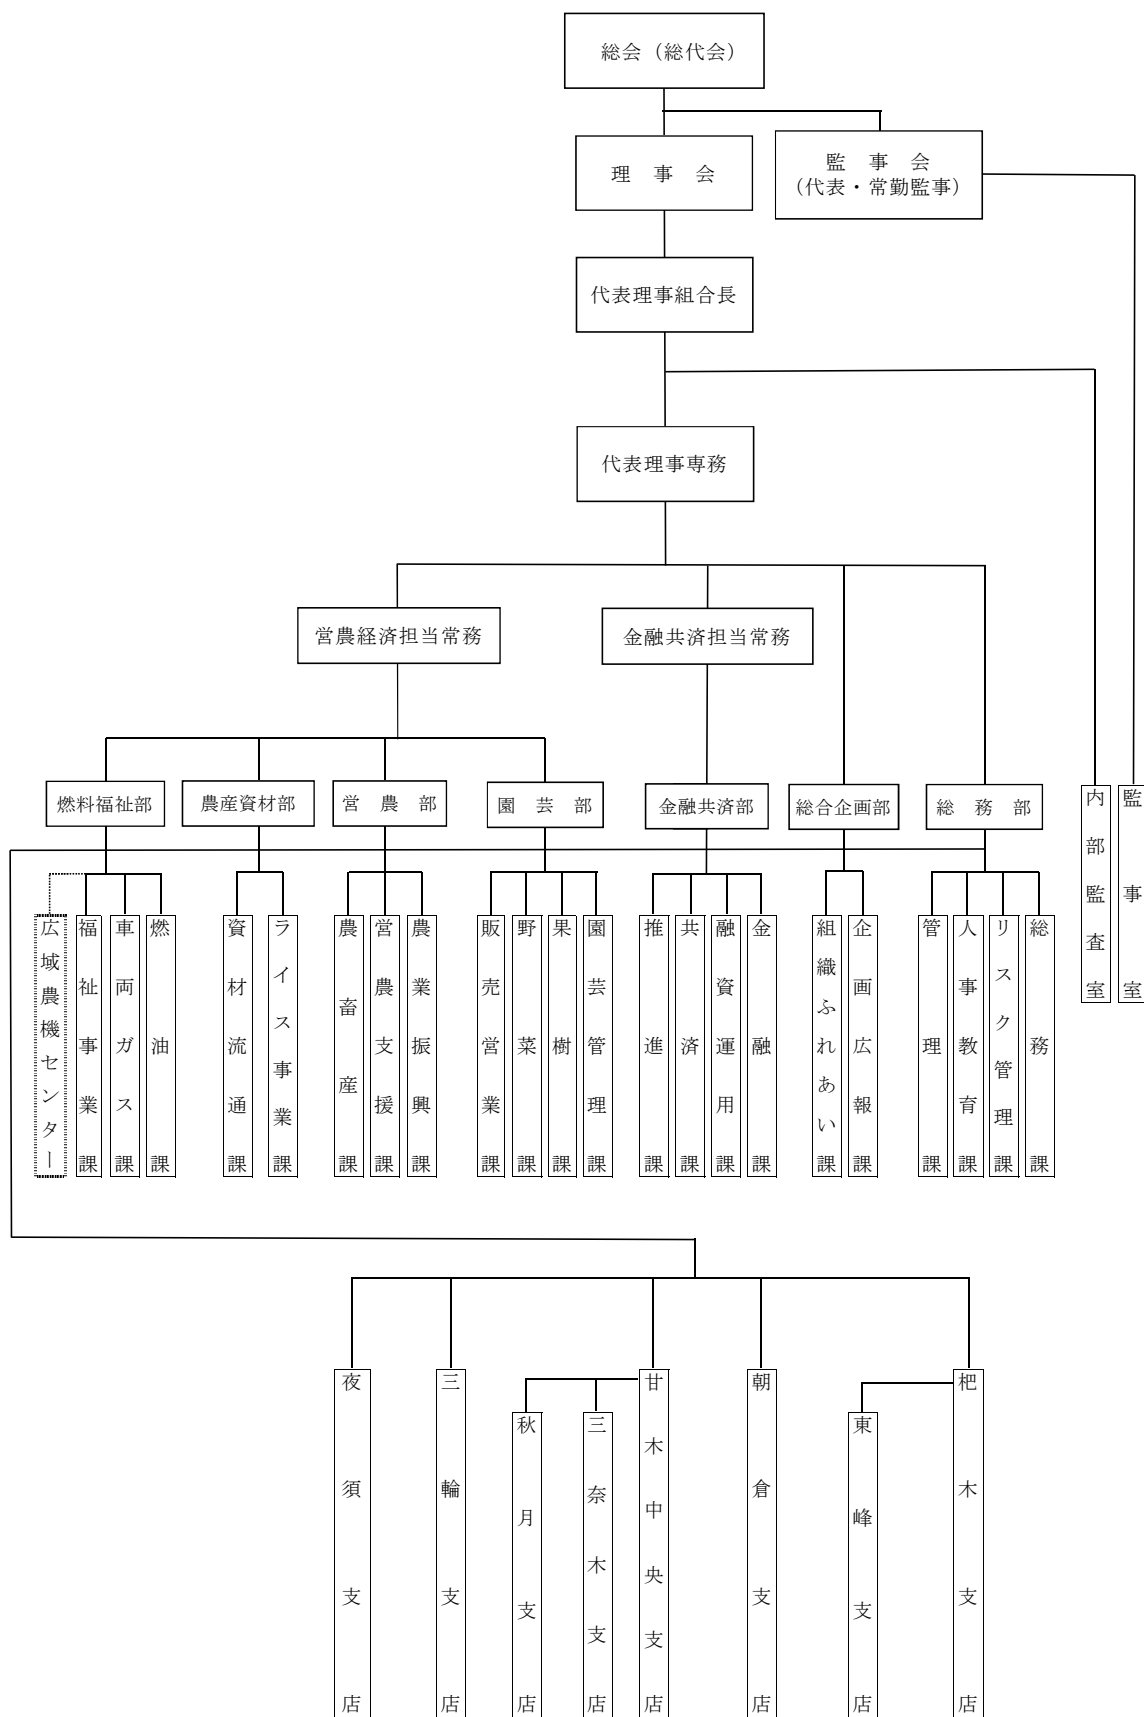 総会（総代会）
理　事　会
監　事　会
（代表・常勤監事）
代表理事組合長
代表理事専務
営農経済担当常務
金融共済担当常務
燃料福祉部
農産資材部
営　農　部
園　芸　部
金融共済部
総合企画部
総　務　部
内部監査室
監事室
広域農機センター
福祉事業課
車両ガス課
燃油課
資材流通課
ライス事業課
農畜産課
営農支援課
農業振興課
販売営業課
野菜課
果樹課
園芸管理課
推進課
共済課
融資運用課
金融課
組織ふれあい課
企画広報課
管理課
人事教育課
リスク管理課
総務課
夜須支店
三輪支店
秋月支店
三奈木支店
甘木中央支店
朝倉支店
東峰支店
杷木支店